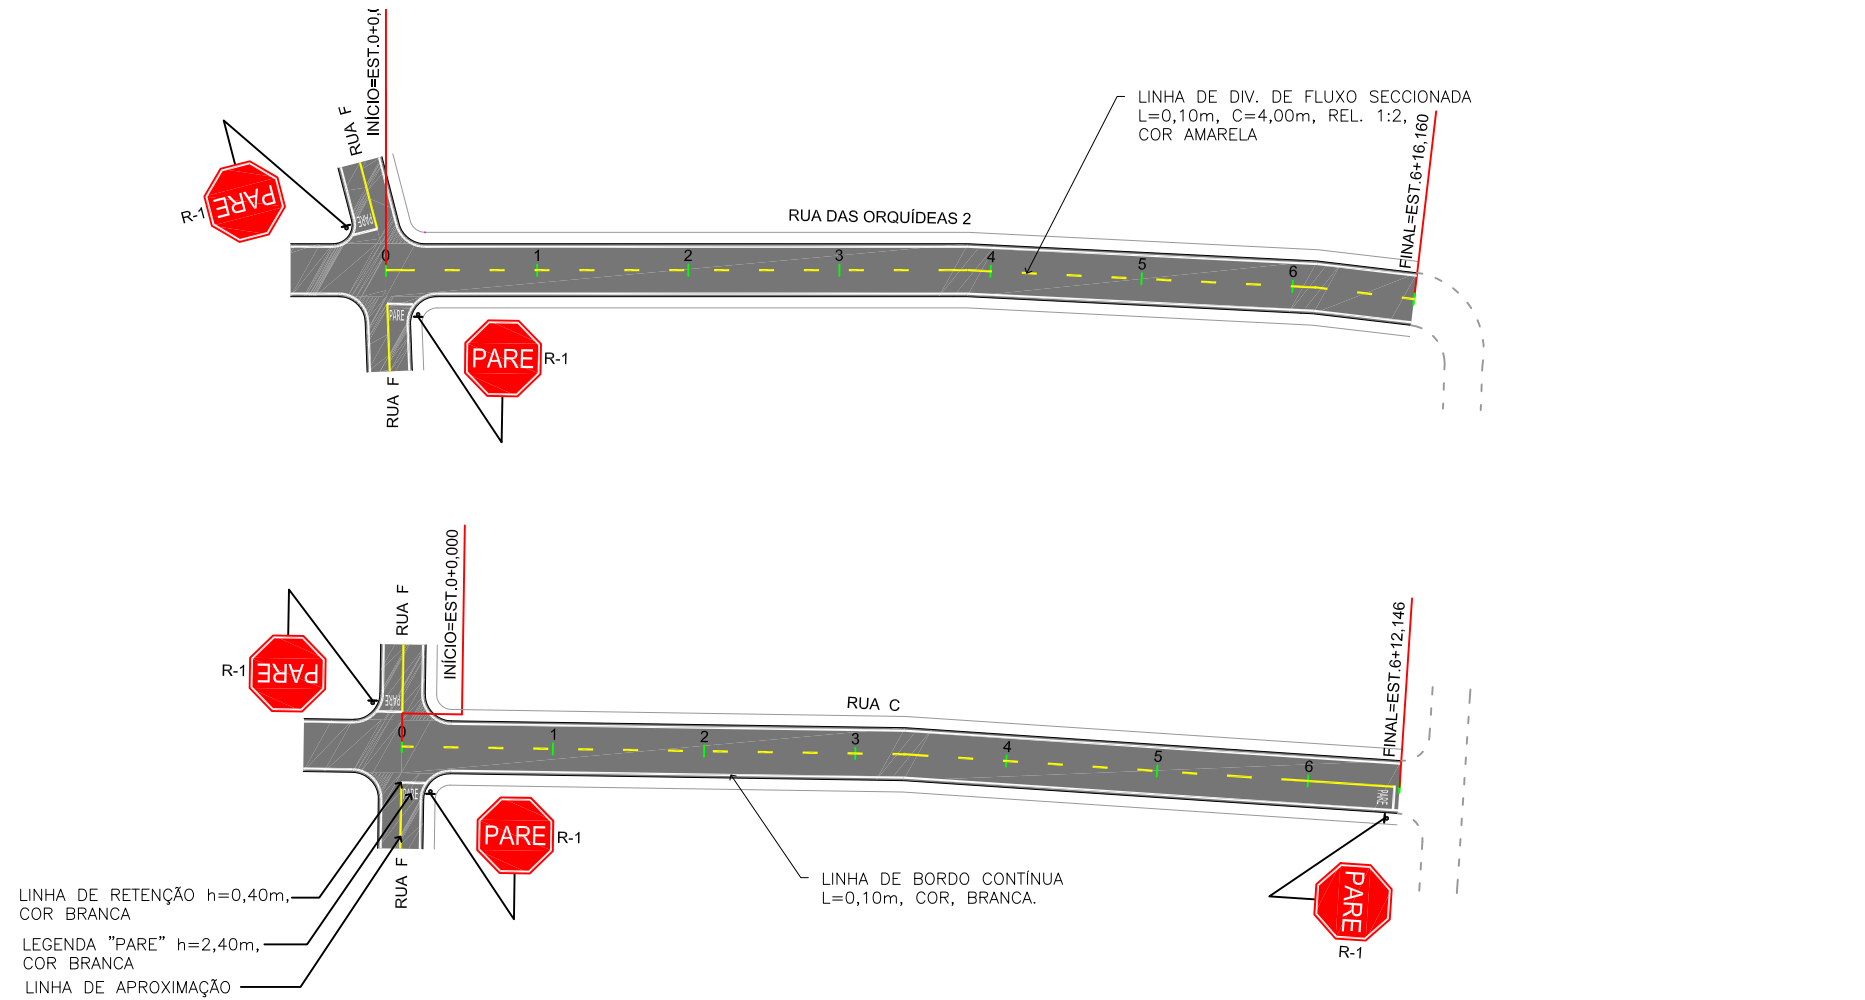 INÍCIO=EST.0+0,
RUA F
LINHA DE DIV. DE FLUXO SECCIONADA
L=0,10m, C=4,00m, REL. 1:2,
COR AMARELA
FINAL=EST.6+16,160
PARE
R-1
PARE
RUA DAS ORQUÍDEAS 2
0
1
2
3
4
5
6
PARE
PARE
R-1
RUA F
INÍCIO=EST.0+0,000
RUA F
FINAL=EST.6+12,146
R-1
PARE
PARE
RUA C
0
1
2
3
4
5
6
PARE
PARE
PARE
R-1
RUA F
LINHA DE BORDO CONTÍNUA
L=0,10m, COR, BRANCA.
PARE
R-1
LINHA DE RETENÇÃO h=0,40m,
COR BRANCA
LEGENDA "PARE" h=2,40m,
COR BRANCA
LINHA DE APROXIMAÇÃO